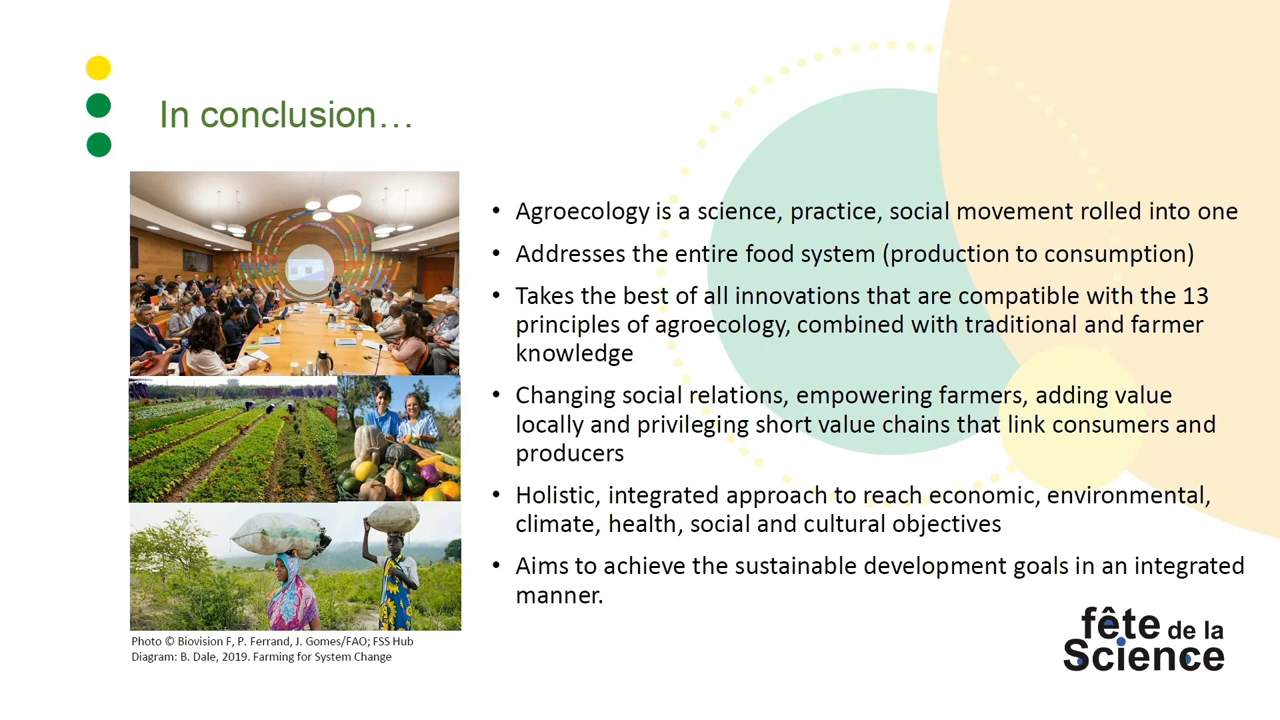 In conclusion…
• Agroecology is a science, practice, social movement rolled into one
• Addresses the entire food system (production to consumption)
• Takes the best of all innovations that are compatible with the 13
principles of agroecology, combined with traditional and farmer
knowledge
• Changing social relations, empowering farmers, adding value
locally and privileging short value chains that link consumers and
producers
• Holistic, integrated approach to reach economic, environmental,
climate, health, social and cultural objectives
• Aims to achieve the sustainable development goals in an integrated
manner.
Photo © Biovision F, P. Ferrand, J. Gomes/FAO; FSS Hub
Diagram: B. Dale, 2019. Farming for System Change
fête de la
Science